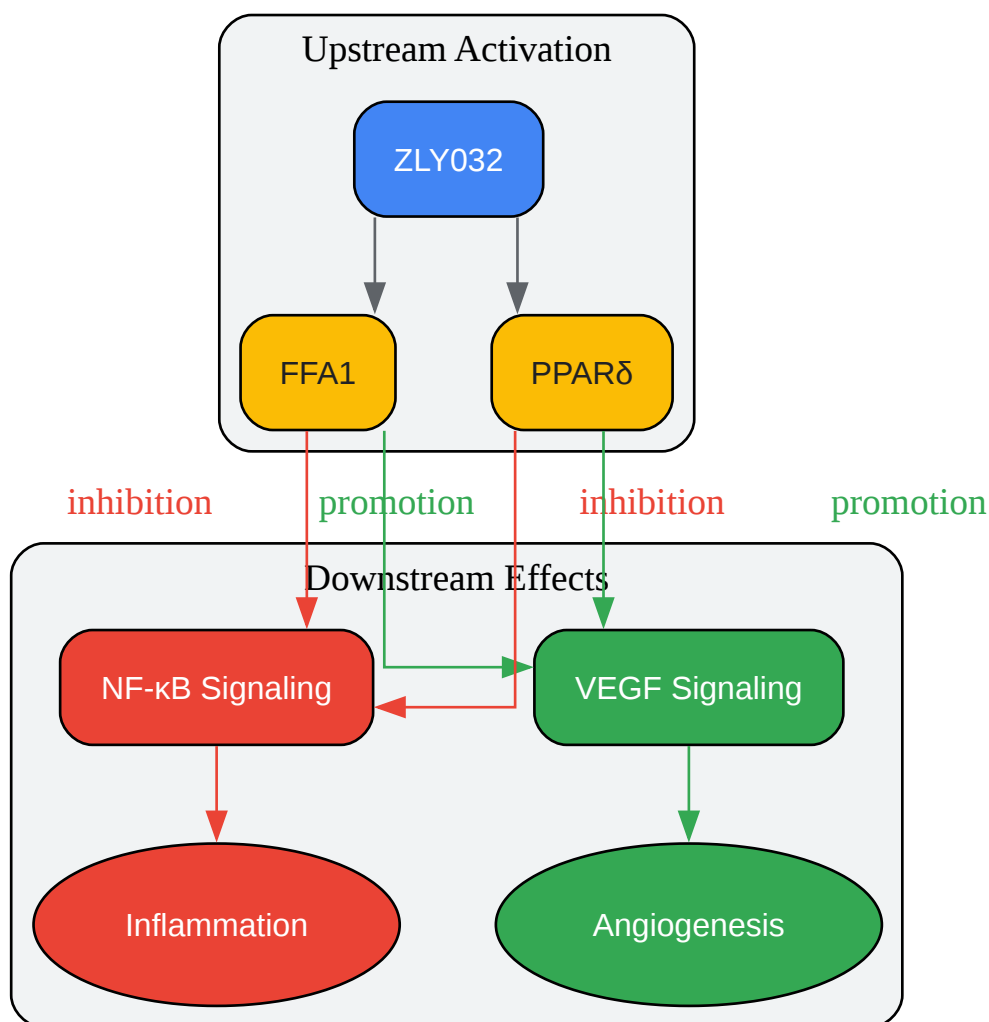 Upstream Activation
ZLY032
FFA1
PPARδ
inhibition
promotion
inhibition
promotion
Downstream Effects
NF-κB Signaling
VEGF Signaling
Inflammation
Angiogenesis